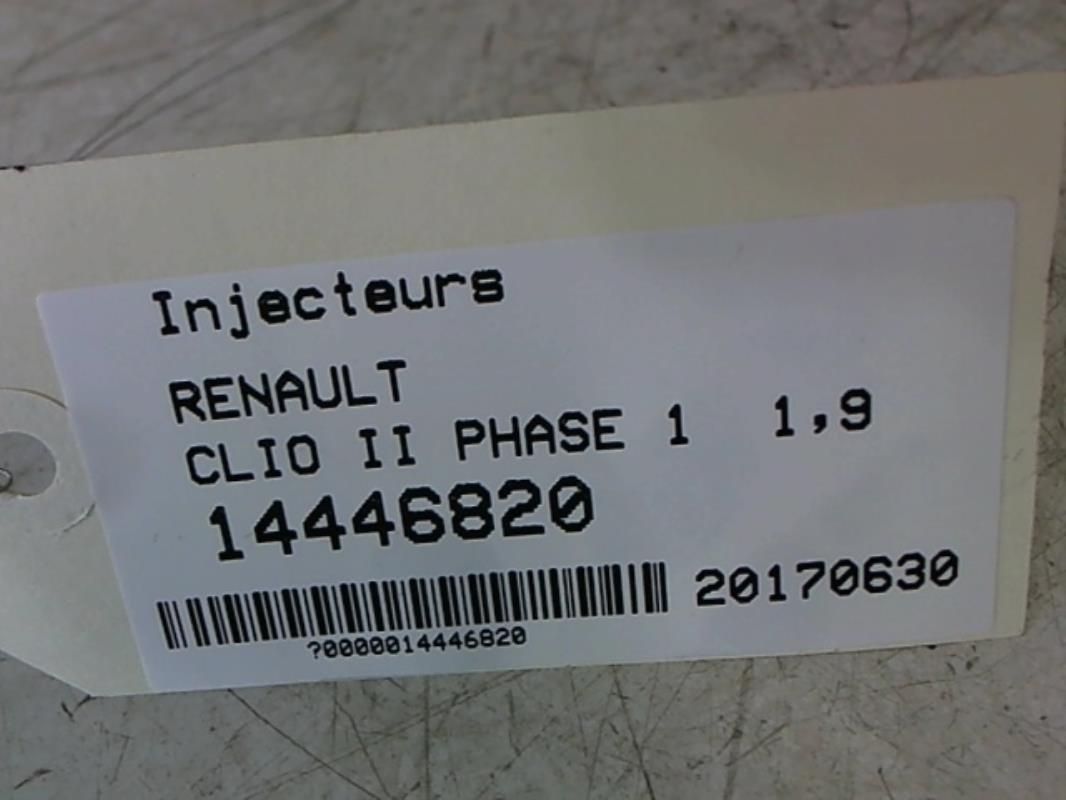 Injecteurs
RENAULT
CLIO II PHASE 1 1,9
14446820
20170630
?0000014446820